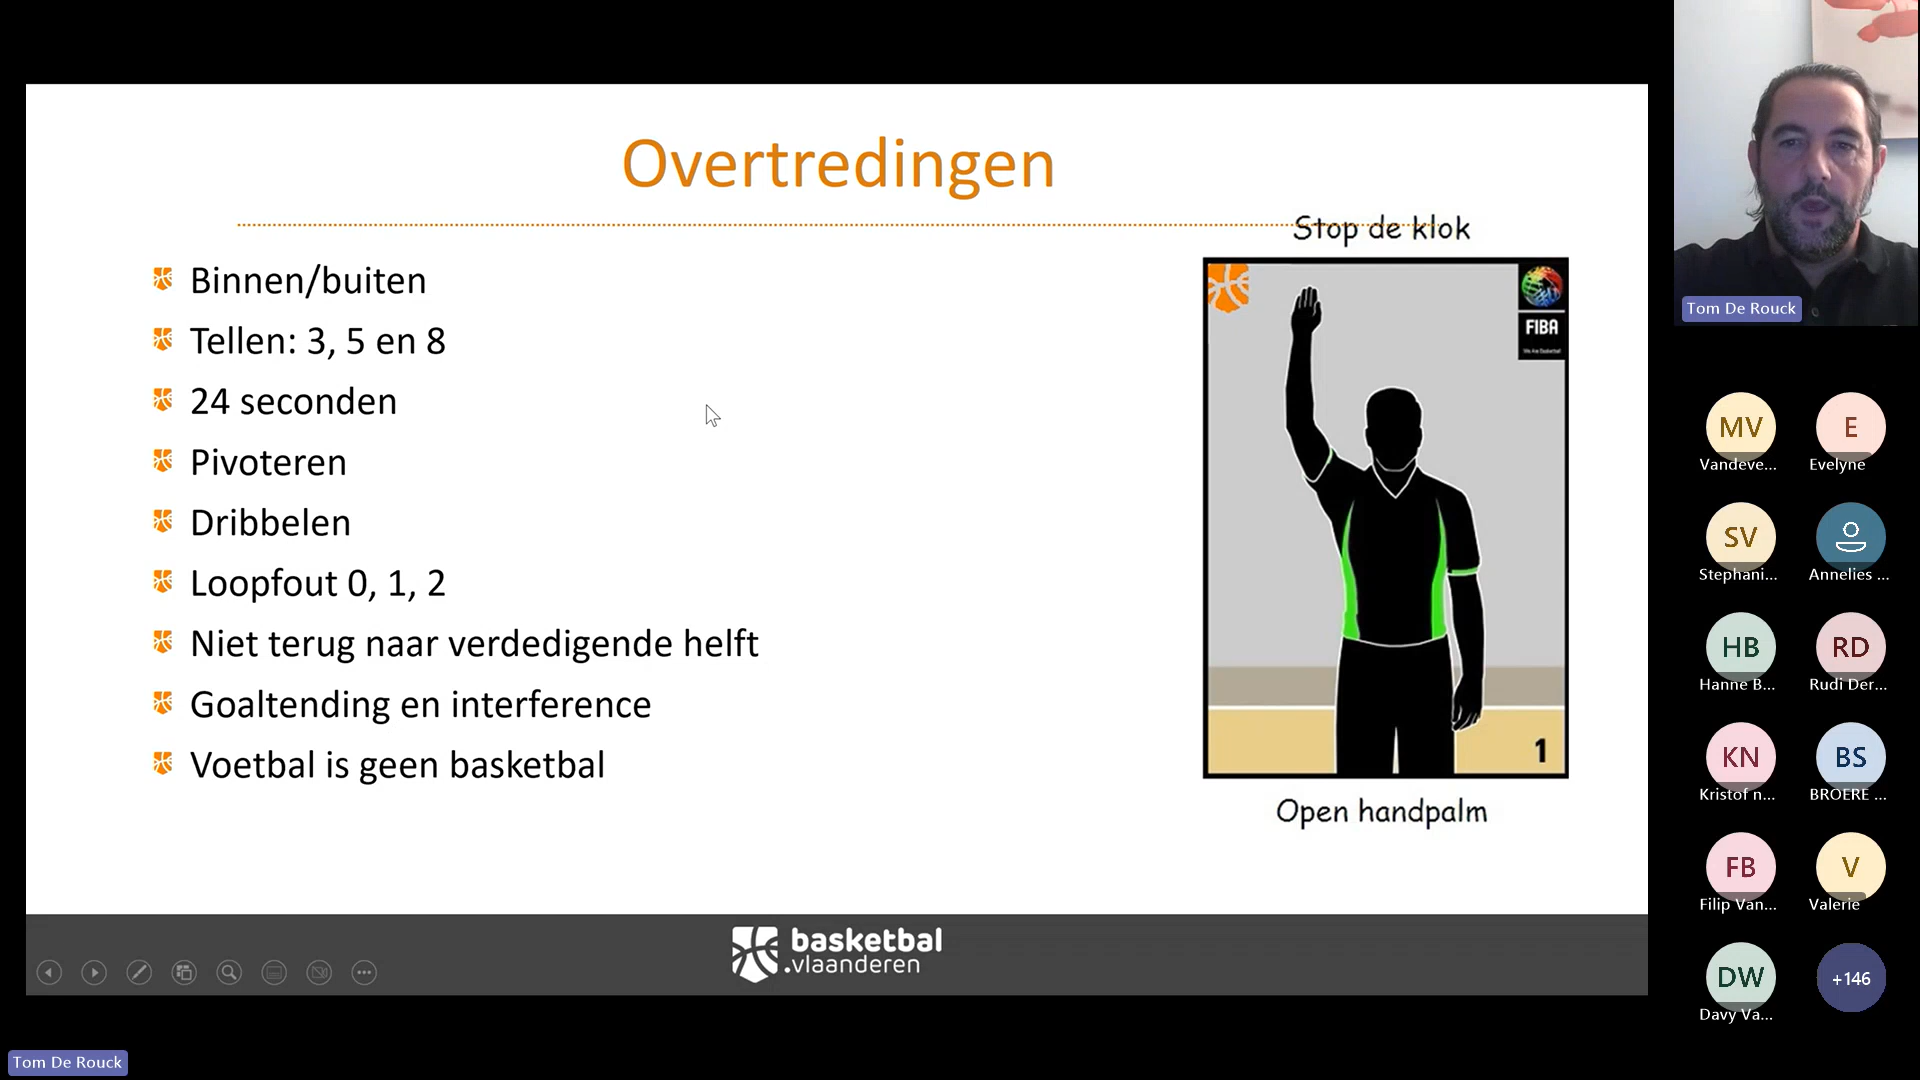 Overtredingen
Stop de klok
Binnen/buiten
Tellen: 3, 5 en 8
24 seconden
Pivoteren
Dribbelen
Loopfout 0, 1, 2
Niet terug naar verdedigende helft
Goaltending en interference
Voetbal is geen basketbal
FIBA
We Are Basketball
1
Open handpalm
basketbal
.vlaanderen
Tom De Rouck
MV
Vandeve...
E
Evelyne
SV
Stephani...
Annelies ...
HB
Hanne B...
RD
Rudi Der...
KN
Kristof n...
BS
BROERE ...
FB
Filip Van...
V
Valerie
DW
Davy Va...
+146
Tom De Rouck